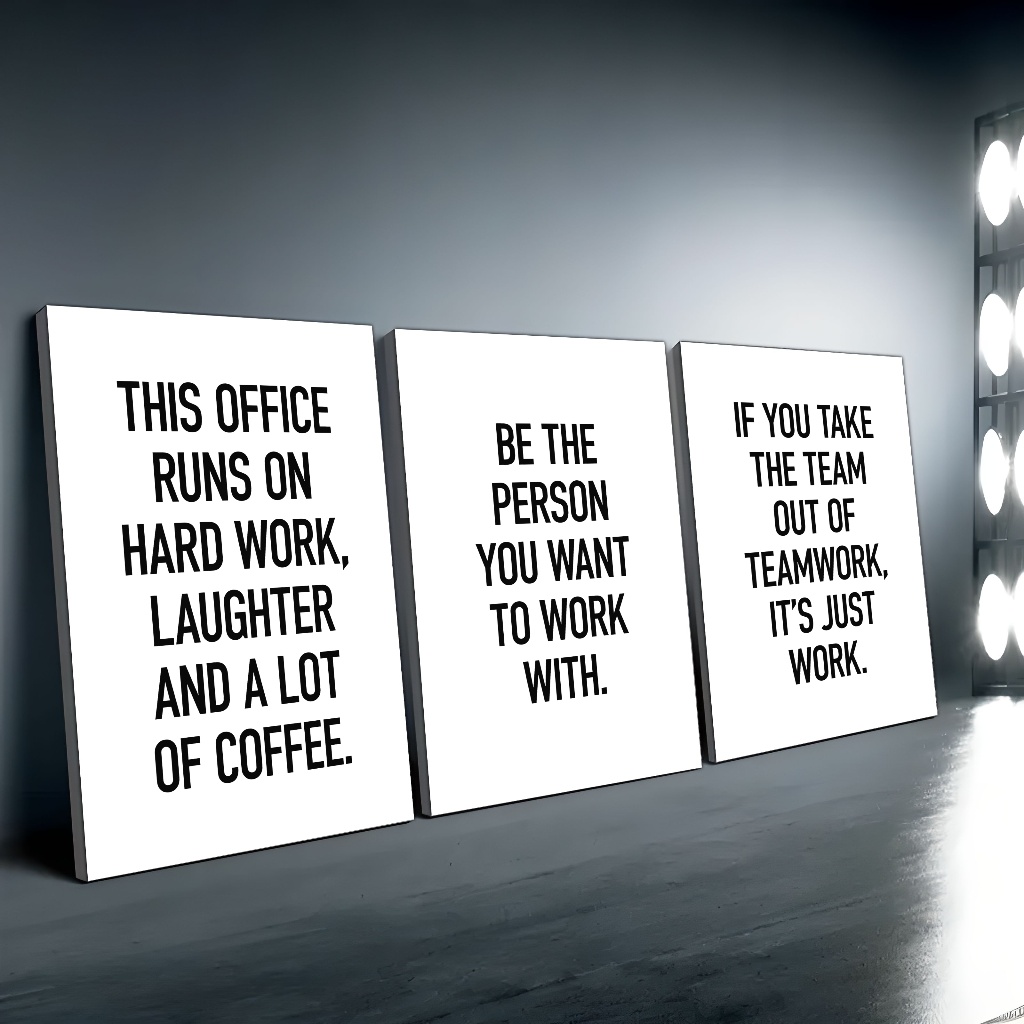 THIS OFFICE
RUNS ON
HARD WORK,
LAUGHTER
AND A LOT
OF COFFEE.
BE THE
PERSON
YOU WANT
TO WORK
WITH.
IF YOU TAKE
THE TEAM
OUT OF
TEAMWORK,
IT'S JUST
WORK.